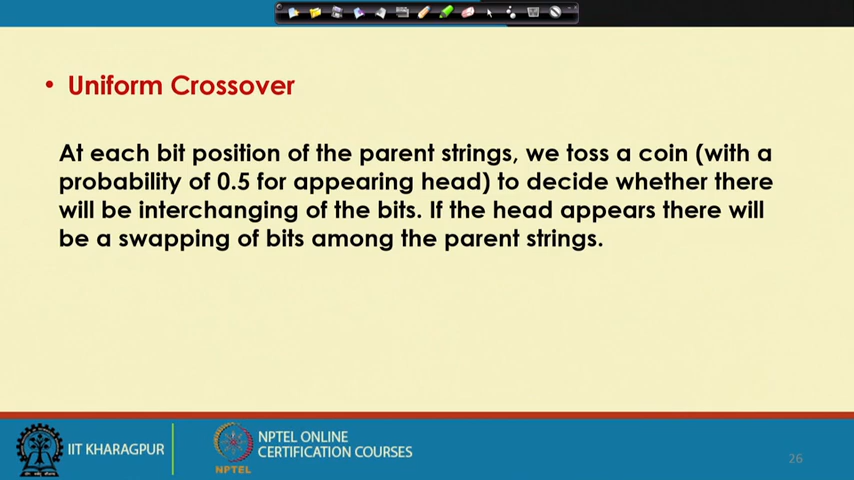 • Uniform Crossover
At each bit position of the parent strings, we toss a coin (with a
probability of 0.5 for appearing head) to decide whether there
will be interchanging of the bits. If the head appears there will
be a swapping of bits among the parent strings.
IIT KHARAGPUR
NPTEL
NPTEL ONLINE
CERTIFICATION COURSES
26